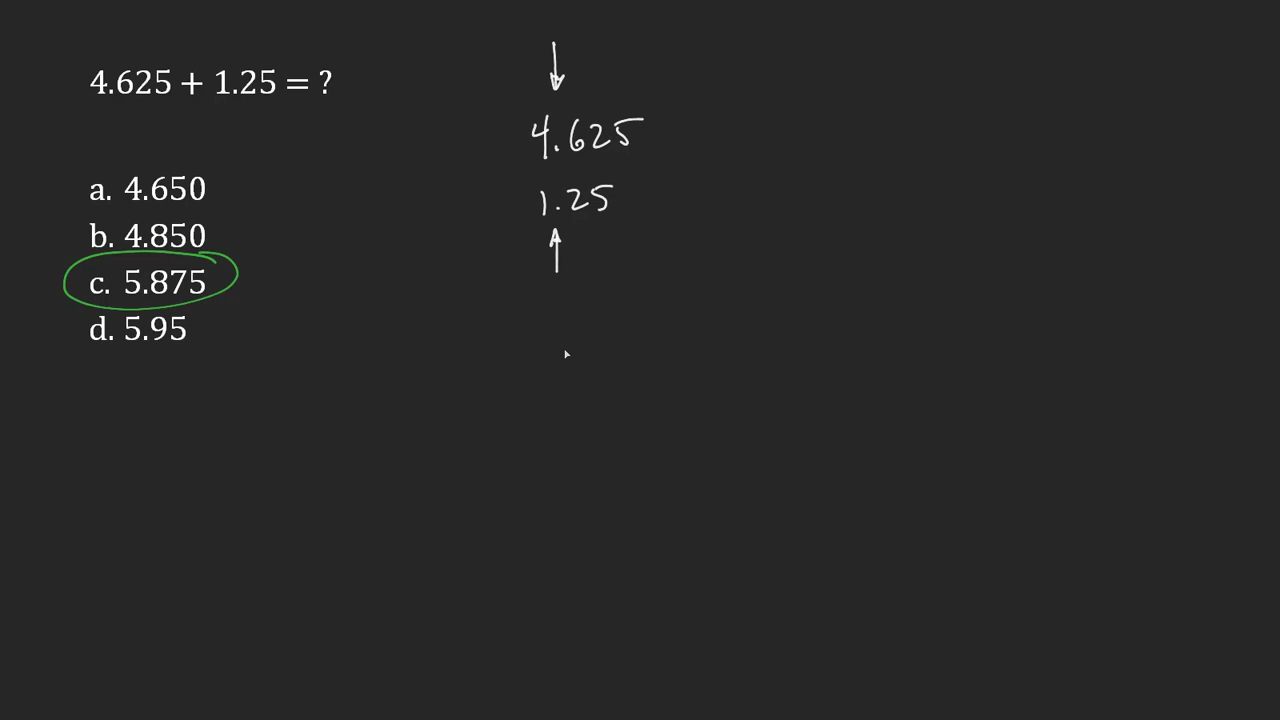 4.625 + 1.25 = ?
a. 4.650
b. 4.850
c. 5.875
d. 5.95
4.625
1.25